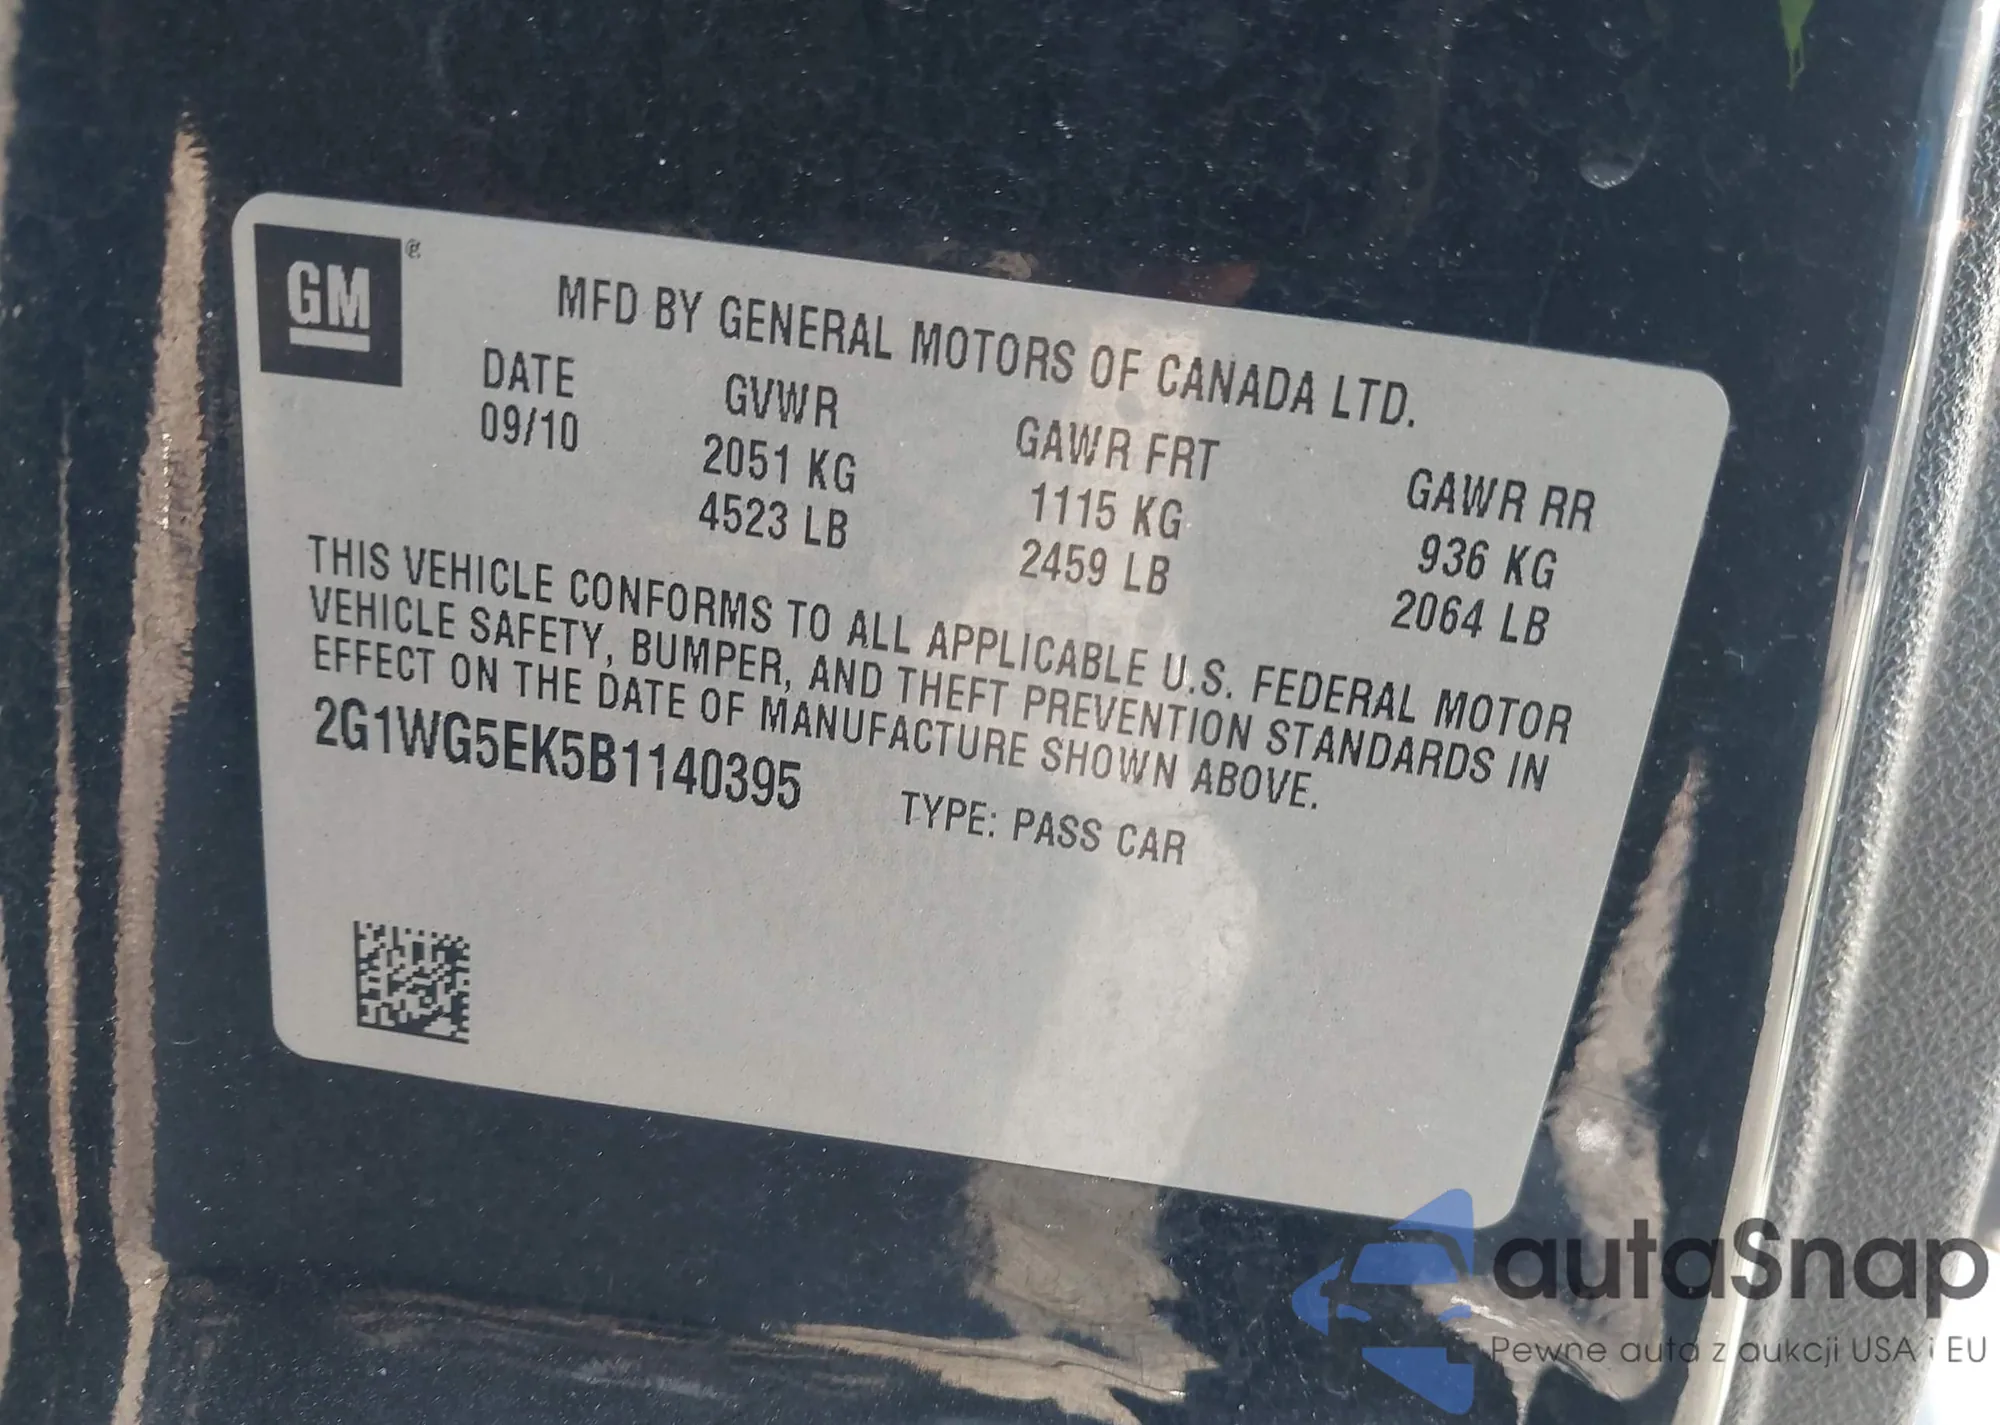 GM ®
MFD BY GENERAL MOTORS OF CANADA LTD.
DATE GVWR GAWR FRT GAWR RR
09/10 2051 KG 1115 KG 936 KG
4523 LB 2459 LB 2064 LB
THIS VEHICLE CONFORMS TO ALL APPLICABLE U.S. FEDERAL MOTOR
VEHICLE SAFETY, BUMPER, AND THEFT PREVENTION STANDARDS IN
EFFECT ON THE DATE OF MANUFACTURE SHOWN ABOVE.
2G1WG5EK5B1140395 TYPE: PASS CAR
autaSnap
Pewne auta z aukcji USA i EU